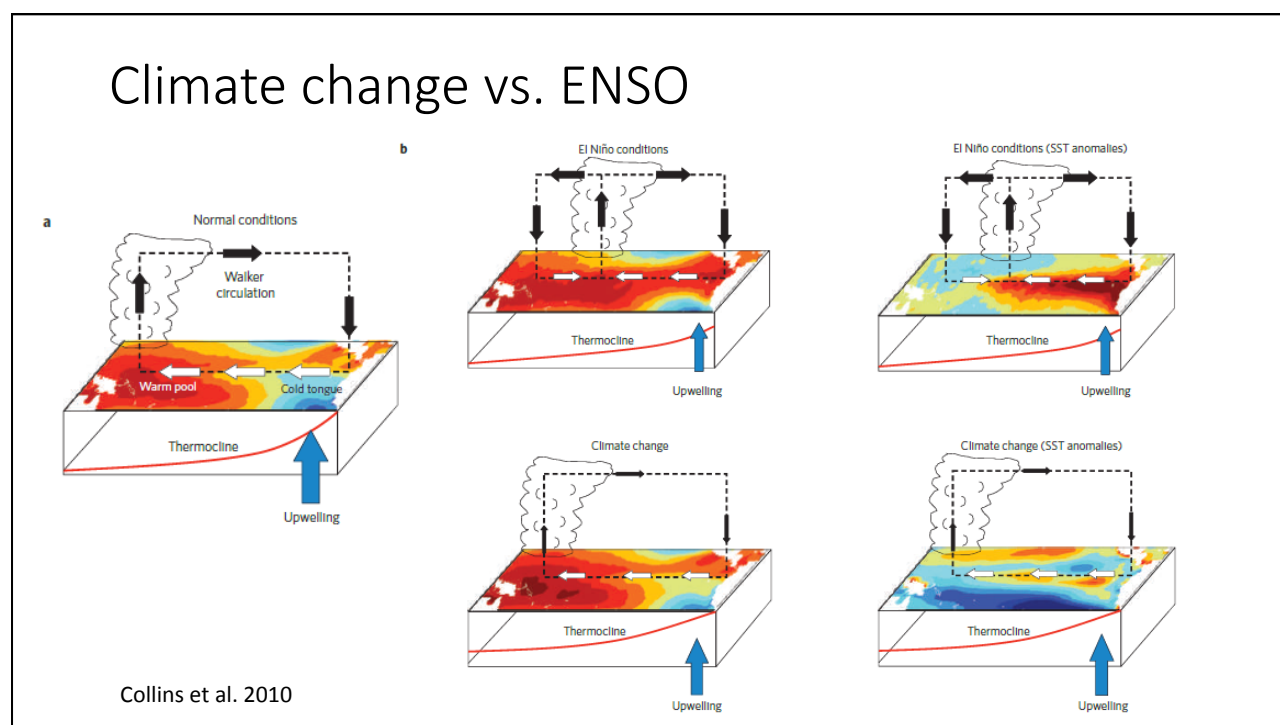 Climate change vs. ENSO
a
Normal conditions
Walker
circulation
Warm pool
Cold tongue
Thermocline
Upwelling
b
El Niño conditions
Thermocline
Upwelling
El Niño conditions (SST anomalies)
Thermocline
Upwelling
Climate change
Thermocline
Upwelling
Climate change (SST anomalies)
Thermocline
Upwelling
Collins et al. 2010